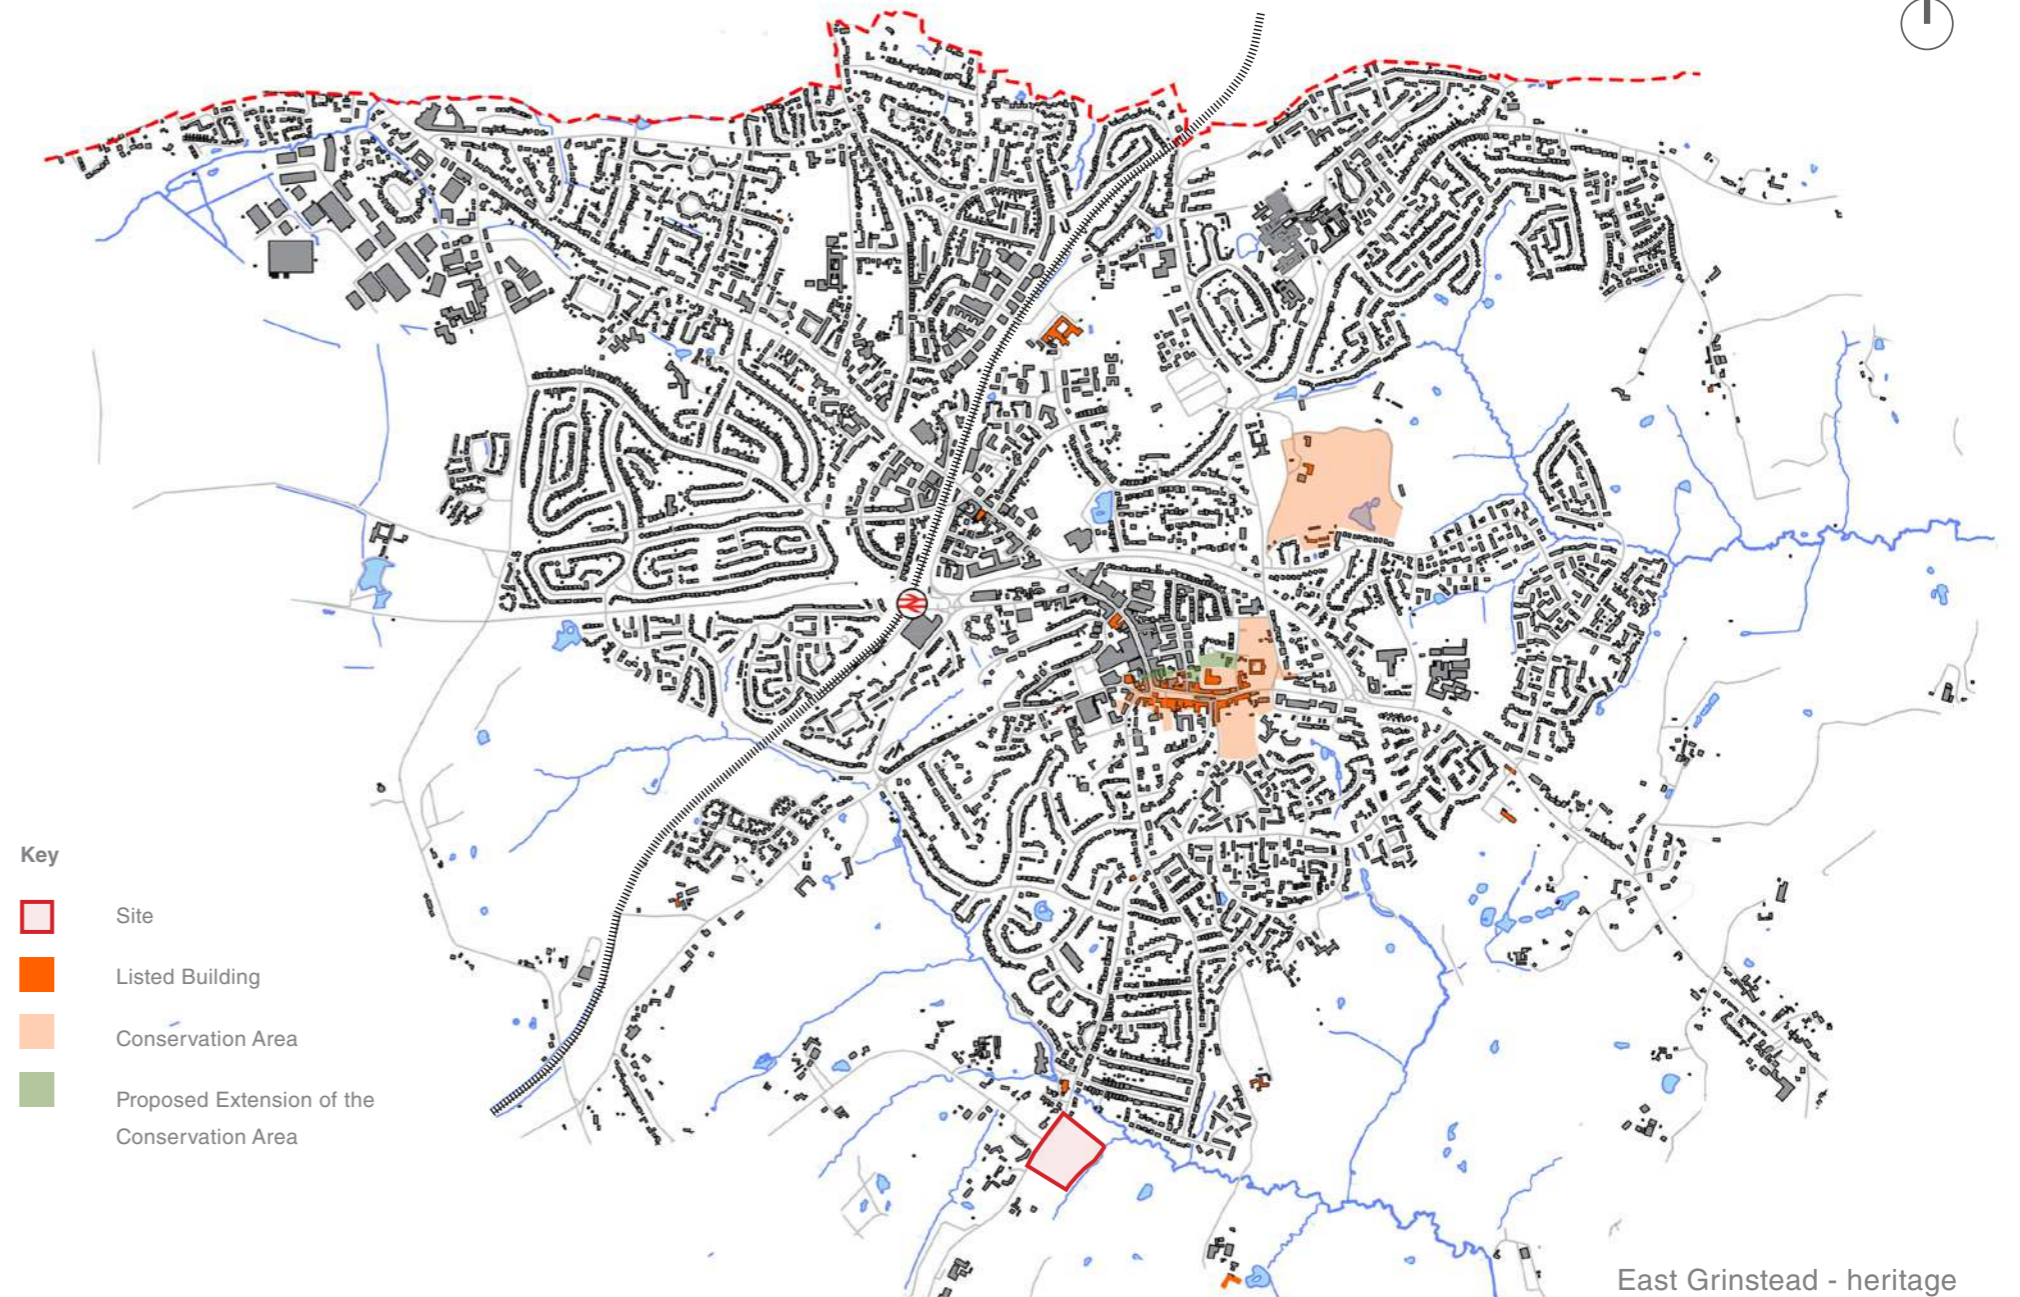 Key
Site
Listed Building
Conservation Area
Proposed Extension of the
Conservation Area
East Grinstead - heritage